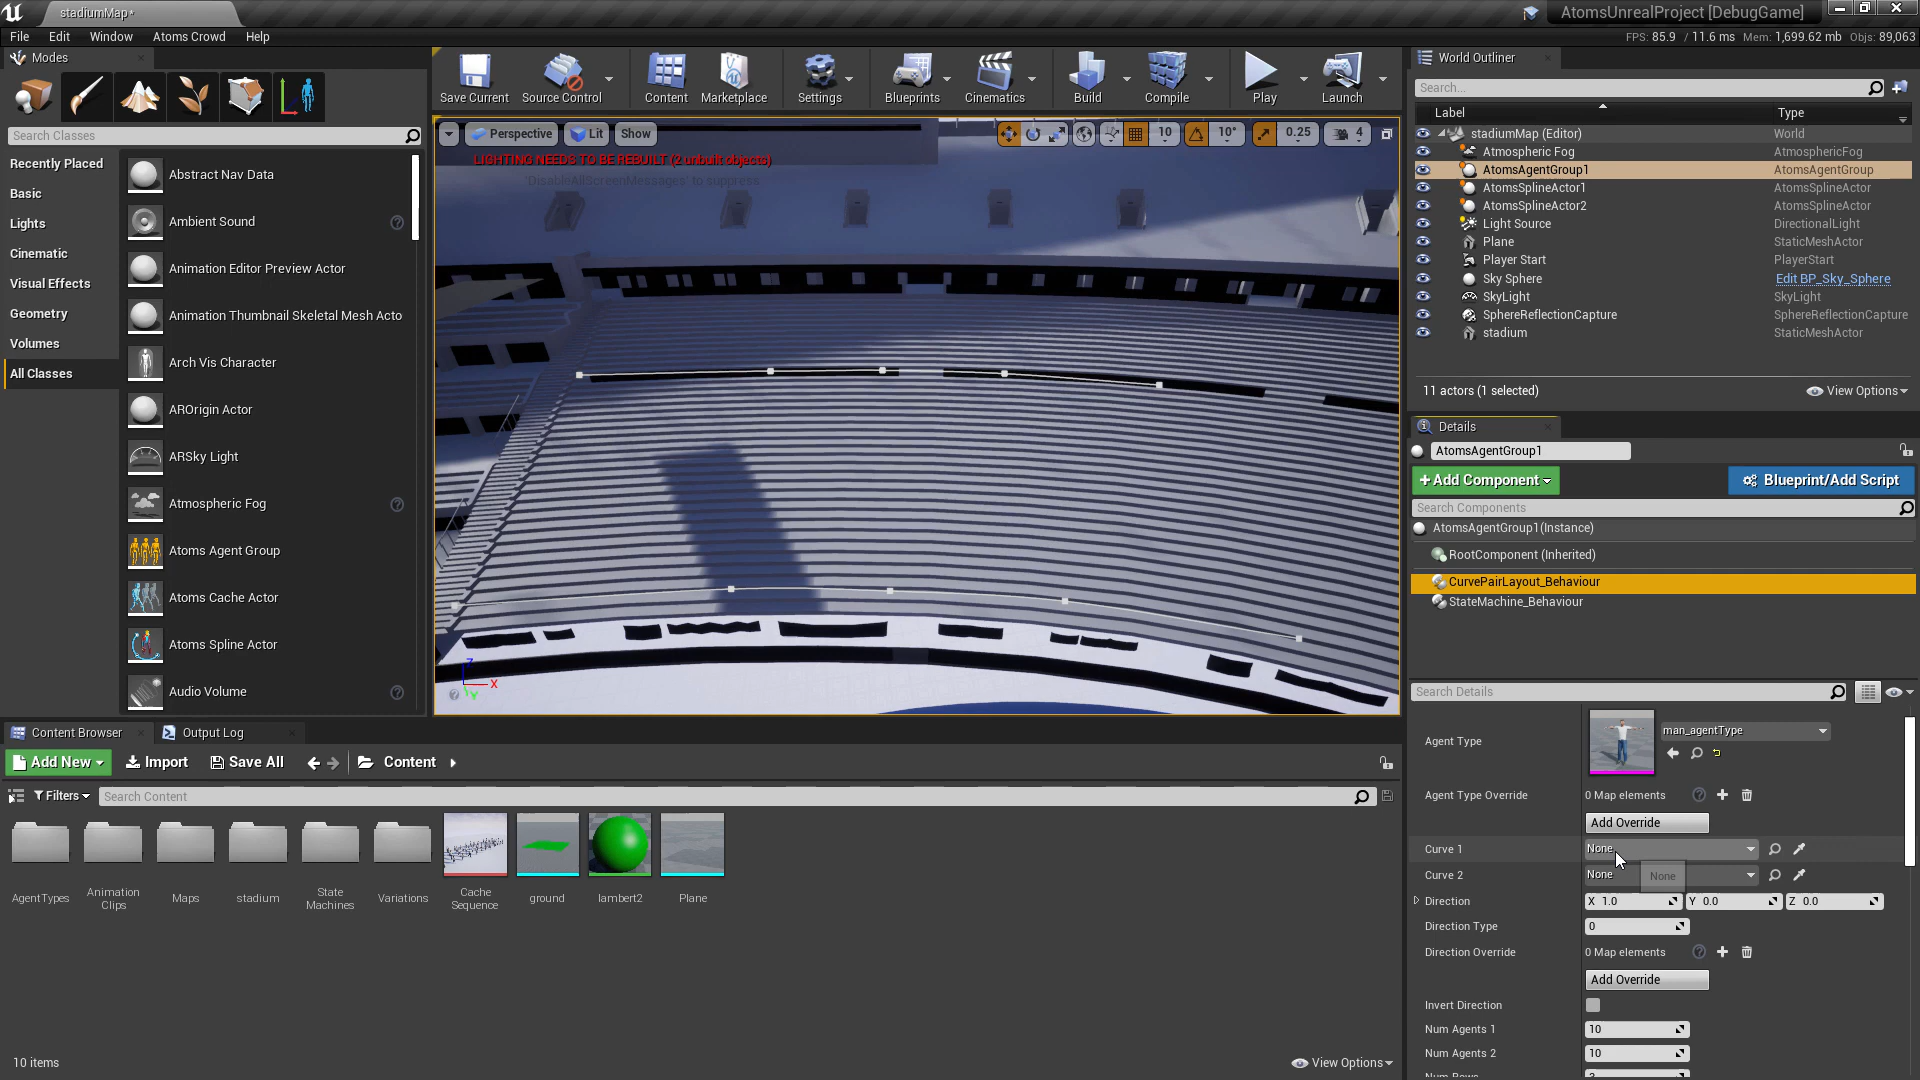 stadiumMap*
AtomsUnrealProject [DebugGame]
File Edit Window Atoms Crowd Help
FPS: 85.9 / 11.6 ms Mem: 1,699.62 mb Objs: 89,063
Modes
Search Classes
Recently Placed
Basic
Lights
Cinematic
Visual Effects
Geometry
Volumes
All Classes
Abstract Nav Data
Ambient Sound
Animation Editor Preview Actor
Animation Thumbnail Skeletal Mesh Acto
Arch Vis Character
AROrigin Actor
ARSky Light
Atmospheric Fog
Atoms Agent Group
Atoms Cache Actor
Atoms Spline Actor
Audio Volume
Save Current Source Control Content Marketplace Settings Blueprints Cinematics Build Compile Play Launch
Perspective Lit Show 10 10° 0.25 4
LIGHTING NEEDS TO BE REBUILT (2 unbuilt objects)
'DisableAllScreenMessages' to suppress
Z
X
Y
World Outliner
Search...
Label Type
stadiumMap (Editor) World
Atmospheric Fog AtmosphericFog
AtomsAgentGroup1 AtomsAgentGroup
AtomsSplineActor1 AtomsSplineActor
AtomsSplineActor2 AtomsSplineActor
Light Source DirectionalLight
Plane StaticMeshActor
Player Start PlayerStart
Sky Sphere Edit BP_Sky_Sphere
SkyLight SkyLight
SphereReflectionCapture SphereReflectionCapture
stadium StaticMeshActor
11 actors (1 selected) View Options
Details
AtomsAgentGroup1
+Add Component Blueprint/Add Script
Search Components
AtomsAgentGroup1(Instance)
RootComponent (Inherited)
CurvePairLayout_Behaviour
StateMachine_Behaviour
Search Details
Agent Type man_agentType
Agent Type Override 0 Map elements
Add Override
Curve 1 None
Curve 2 None
None
Direction X 1.0 Y 0.0 Z 0.0
Direction Type 0
Direction Override 0 Map elements
Add Override
Invert Direction
Num Agents 1 10
Num Agents 2 10
Content Browser Output Log
Add New Import Save All Content
Filters Search Content
AgentTypes
Animation Clips
Maps
stadium
State Machines
Variations
Cache Sequence
ground
lambert2
Plane
10 items View Options